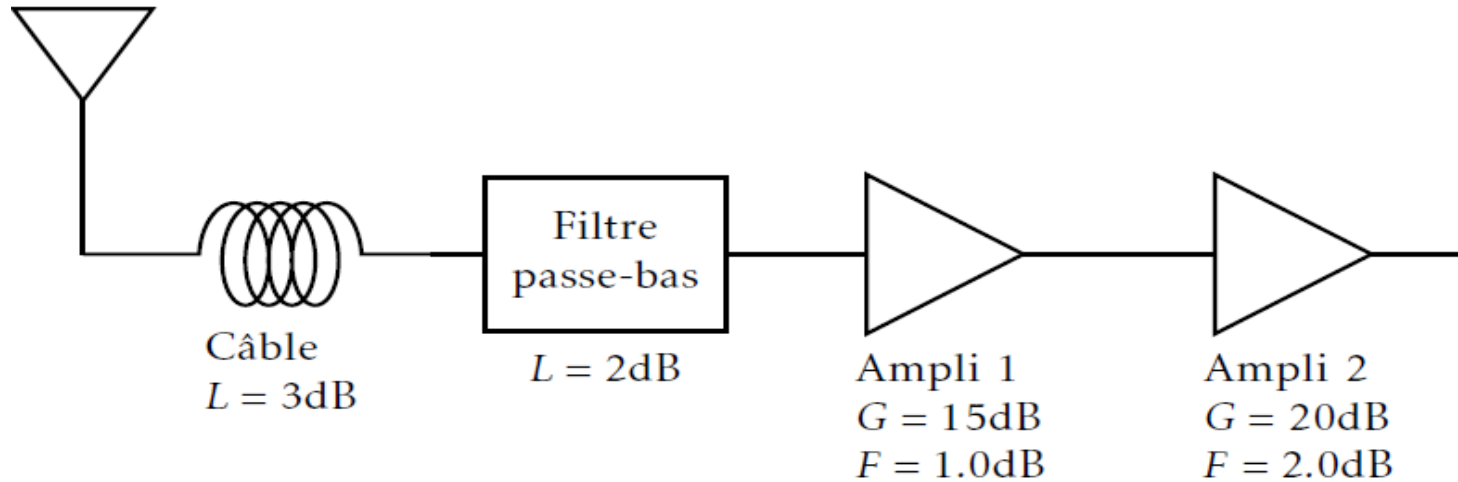 Filtre
passe-bas
Câble
L = 3dB
L = 2dB
Ampli 1
G = 15dB
F = 1.0dB
Ampli 2
G = 20dB
F = 2.0dB